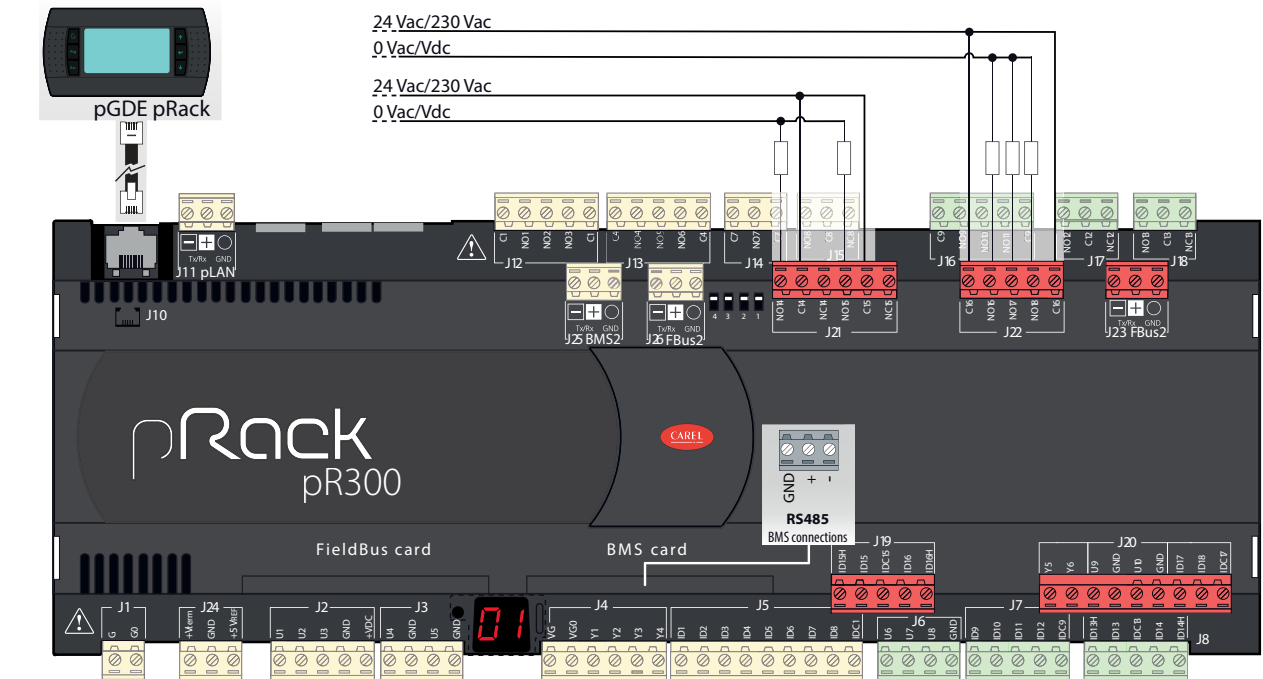 24 Vac/230 Vac
0 Vac/Vdc
pGDE pRack
24 Vac/230 Vac
0 Vac/Vdc
Tx/Rx GND
J11 pLAN
J10
C1 NO1 NO2 NO3 C1
J12
C4 NO4 NO5 NO6 C4
J13
C7 NO7
J14
C8
J15
C9
J16
NO12 C12 NC12
J17
NO13 C13 NC13
J18
Tx/Rx GND
J25 BMS2
Tx/Rx GND
J26 FBus2
4 3 2 1
NO14 C14 NC14 NO15 C15 NC15
J21
C16 NO16 NO17 NO18 C16
J22
Tx/Rx GND
J23 FBus2
pRack
pR300
CAREL
GND + -
RS485
BMS connections
FieldBus card
BMS card
J19
ID15H ID15 IDC15 ID16 ID16H
J20
Y5 Y6 U9 GND U10 GND ID17 ID18 IDC17
J1
G G0
J24
+Vterm GND +5VREF
J2
U1 U2 U3 GND +VDC
J3
U4 GND U5 GND
01
J4
VG VG0 Y1 Y2 Y3 Y4
J5
ID1 ID2 ID3 ID4 ID5 ID6 ID7 ID8 IDC1
J6
U6 U7 U8 GND
J7
ID9 ID10 ID11 ID12 IDC9
ID13H ID13 IDC13 ID14 ID14H
J8